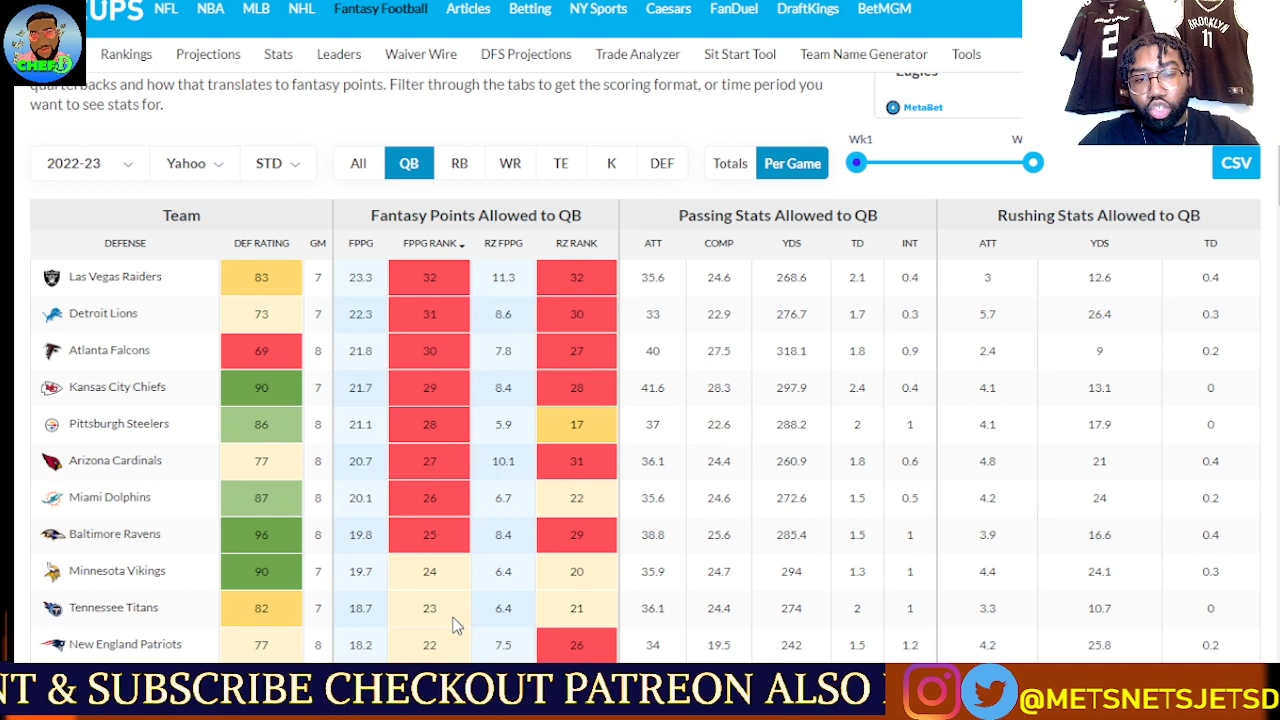 UPS NFL NBA MLB NHL Fantasy Football Articles Betting NY Sports Caesars FanDuel DraftKings BetMGM
CHEF
Rankings Projections Stats Leaders Waiver Wire DFS Projections Trade Analyzer Sit Start Tool Team Name Generator Tools
quarterbacks and how that translates to fantasy points. Filter through the tabs to get the scoring format, or time period you
want to see stats for.
Eagles
MetaBet
2
BROOKLYN
11
2022-23 Yahoo STD All QB RB WR TE K DEF Totals Per Game Wk1 W CSV
Team Fantasy Points Allowed to QB Passing Stats Allowed to QB Rushing Stats Allowed to QB
DEFENSE DEF RATING GM FPPG FPPG RANK RZ FPPG RZ RANK ATT COMP YDS TD INT ATT YDS TD
Las Vegas Raiders 83 7 23.3 32 11.3 32 35.6 24.6 268.6 2.1 0.4 3 12.6 0.4
Detroit Lions 73 7 22.3 31 8.6 30 33 22.9 276.7 1.7 0.3 5.7 26.4 0.3
Atlanta Falcons 69 8 21.8 30 7.8 27 40 27.5 318.1 1.8 0.9 2.4 9 0.2
Kansas City Chiefs 90 7 21.7 29 8.4 28 41.6 28.3 297.9 2.4 0.4 4.1 13.1 0
Pittsburgh Steelers 86 8 21.1 28 5.9 17 37 22.6 288.2 2 1 4.1 17.9 0
Arizona Cardinals 77 8 20.7 27 10.1 31 36.1 24.4 260.9 1.8 0.6 4.8 21 0.4
Miami Dolphins 87 8 20.1 26 6.7 22 35.6 24.6 272.6 1.5 0.5 4.2 24 0.2
Baltimore Ravens 96 8 19.8 25 8.4 29 38.8 25.6 285.4 1.5 1 3.9 16.6 0.4
Minnesota Vikings 90 7 19.7 24 6.4 20 35.9 24.7 294 1.3 1 4.4 24.1 0.3
Tennessee Titans 82 7 18.7 23 6.4 21 36.1 24.4 274 2 1 3.3 10.7 0
New England Patriots 77 8 18.2 22 7.5 26 34 19.5 242 1.5 1.2 4.2 25.8 0.2
NT & SUBSCRIBE CHECKOUT PATREON ALSO
@METSNETSJETSD